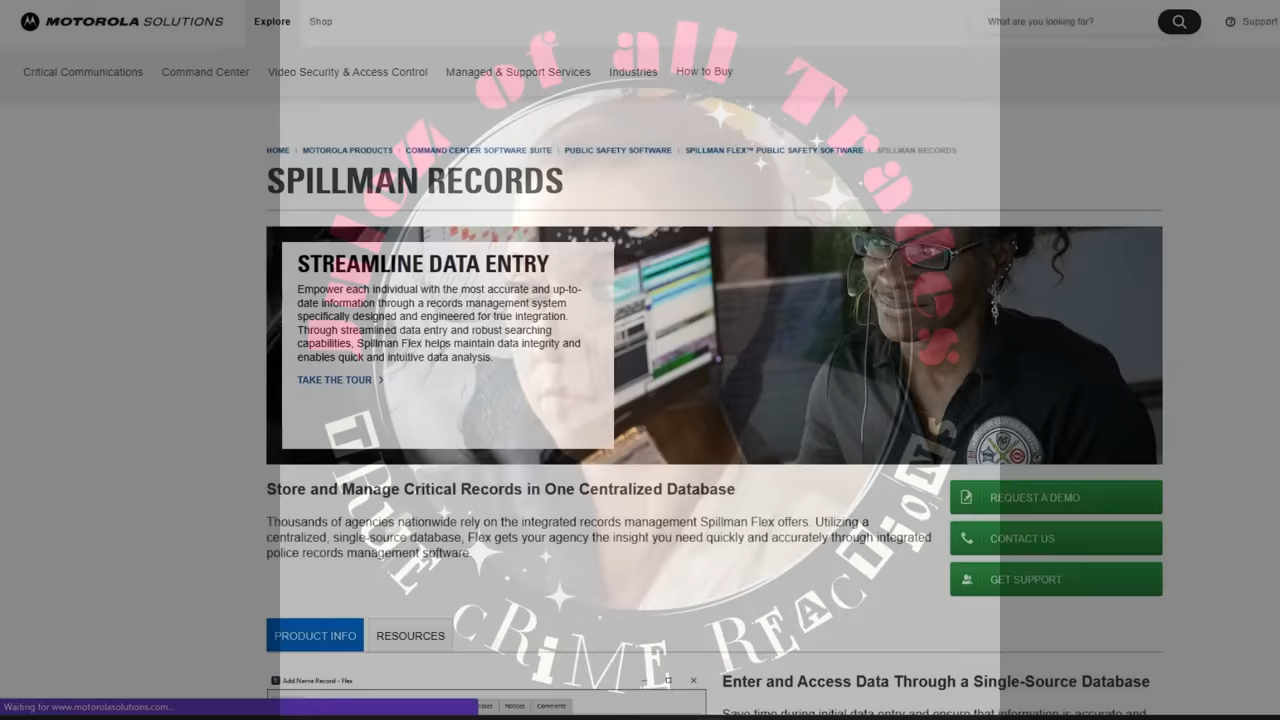 MOTOROLA SOLUTIONS
Explore
Shop
What are you looking for?
Support
Critical Communications
Command Center
Video Security & Access Control
Managed & Support Services
Industries
How to Buy
of all Trades
HOME \ MOTOROLA PRODUCTS \ COMMAND CENTER SOFTWARE SUITE \ PUBLIC SAFETY SOFTWARE \ SPILLMAN FLEX™ PUBLIC SAFETY SOFTWARE \ SPILLMAN RECORDS
SPILLMAN RECORDS
STREAMLINE DATA ENTRY
Empower each individual with the most accurate and up-to-
date information through a records management system
specifically designed and engineered for true integration.
Through streamlined data entry and robust searching
capabilities, Spillman Flex helps maintain data integrity and
enables quick and intuitive data analysis.
TAKE THE TOUR >
Store and Manage Critical Records in One Centralized Database
Thousands of agencies nationwide rely on the integrated records management Spillman Flex offers. Utilizing a
centralized, single-source database, Flex gets your agency the insight you need quickly and accurately through integrated
police records management software.
REQUEST A DEMO
CONTACT US
GET SUPPORT
TRUE CRiME REACTiONS
PRODUCT INFO
RESOURCES
Add Name Record - Flex
Notices
Comments
Enter and Access Data Through a Single-Source Database
Save time during initial data entry and ensure that information is accurate and
Waiting for www.motorolasolutions.com...